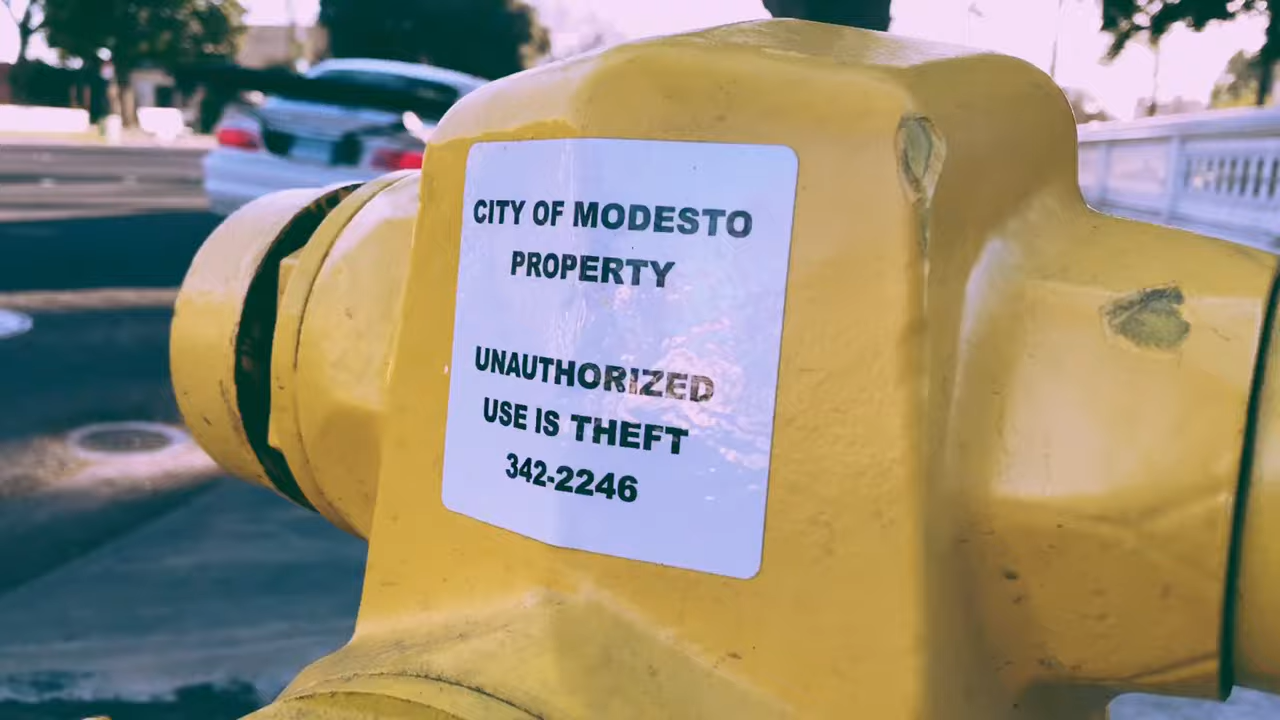 CITY OF MODESTO
PROPERTY
UNAUTHORIZED
USE IS THEFT
342-2246